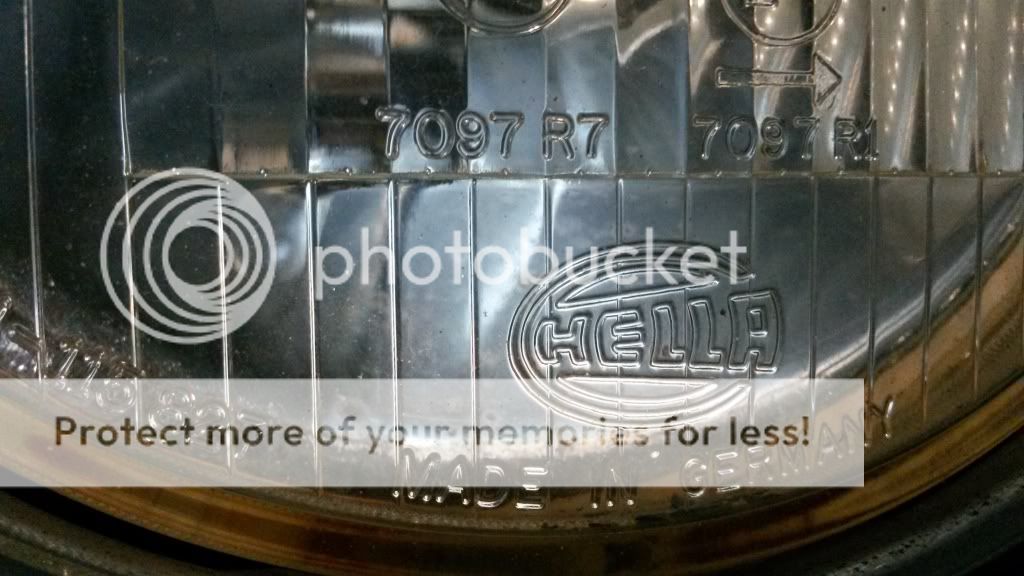 7097 R7 7097 R1
photobucket
HELLA
Protect more of your memories for less!
MADE IN GERMANY